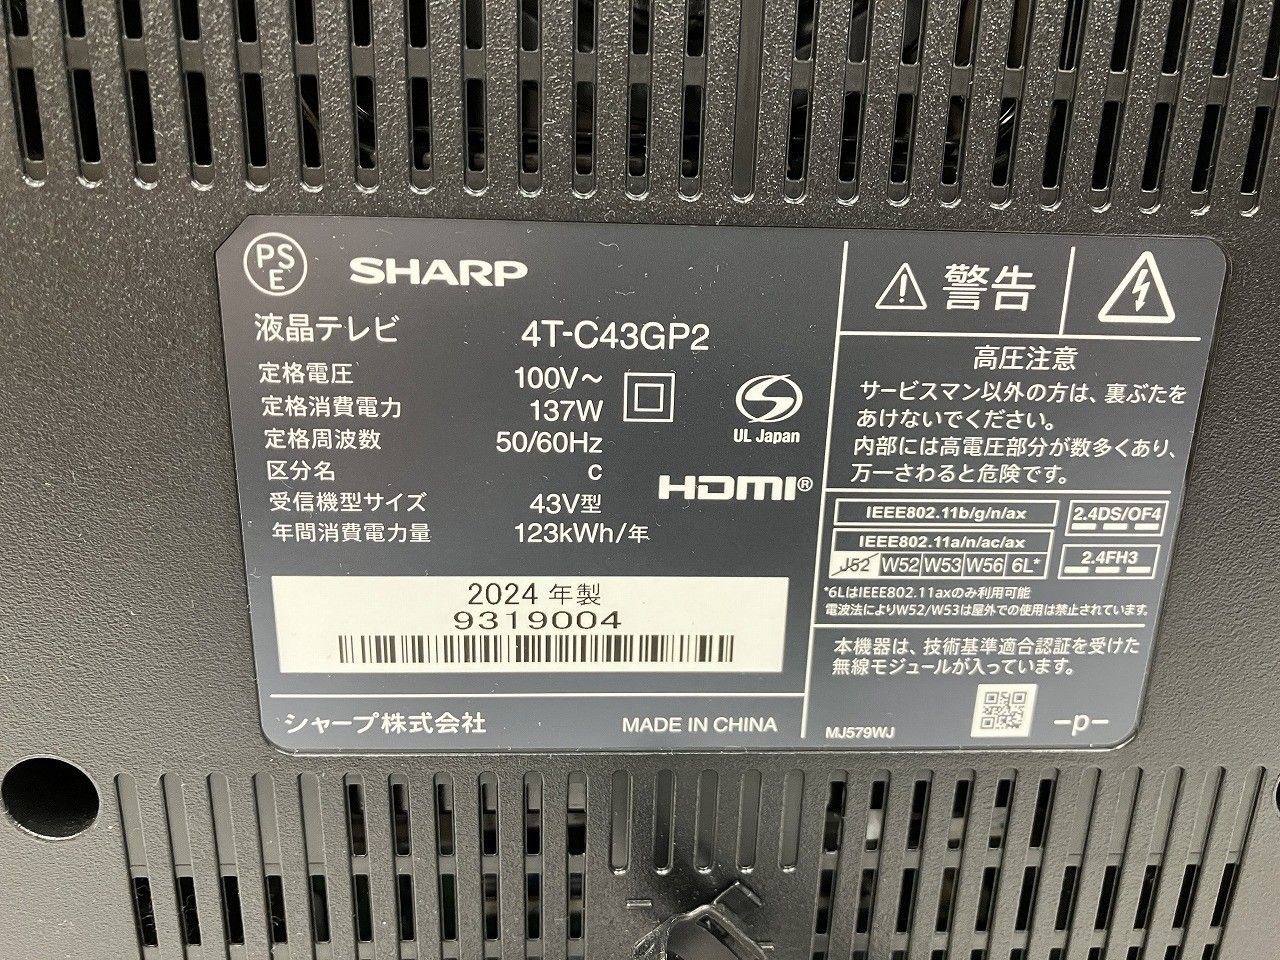 PS
E
SHARP
液晶テレビ 4T-C43GP2
定格電圧 100V～
定格消費電力 137W
定格周波数 50/60Hz
区分名 C
受信機型サイズ 43V型
年間消費電力量 123kWh/年
S
UL Japan
HDMI®
2024 年製
9319004
シャープ株式会社 MADE IN CHINA
警告
高圧注意
サービスマン以外の方は、裏ぶたを
あけないでください。
内部には高電圧部分が数多くあり、
万一さわると危険です。
IEEE802.11b/g/n/ax
IEEE802.11a/n/ac/ax
J52 W52 W53 W56 6L*
2.4DS/OF4
2.4FH3
*6LはIEEE802.11axのみ利用可能
電波法によりW52/W53は屋外での使用は禁止されています。
本機器は、技術基準適合認証を受けた
無線モジュールが入っています。
MJ579WJ
-p-